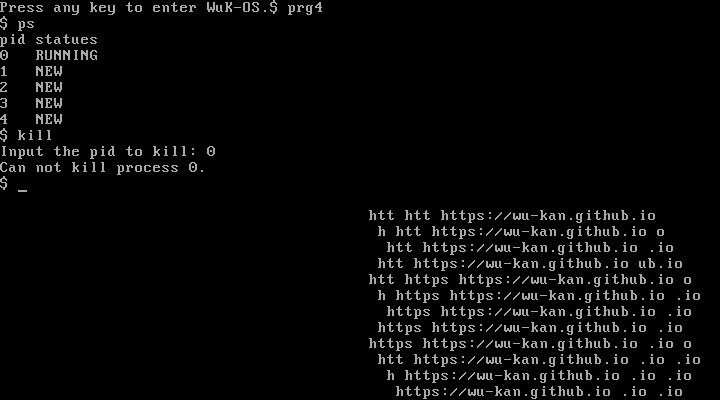 Press any key to enter WuK-OS.$ prg4
$ ps
pid statues
0 RUNNING
1 NEW
2 NEW
3 NEW
4 NEW
$ kill
Input the pid to kill: 0
Can not kill process 0.
$ _
htt htt https://wu-kan.github.io
h htt https://wu-kan.github.io o
htt https://wu-kan.github.io .io
htt https://wu-kan.github.io ub.io
htt https https://wu-kan.github.io o
h https https://wu-kan.github.io .io
https https://wu-kan.github.io .io
https https://wu-kan.github.io .io
https https://wu-kan.github.io o
htt https://wu-kan.github.io .io .io
h https://wu-kan.github.io .io .io
https://wu-kan.github.io .io .io